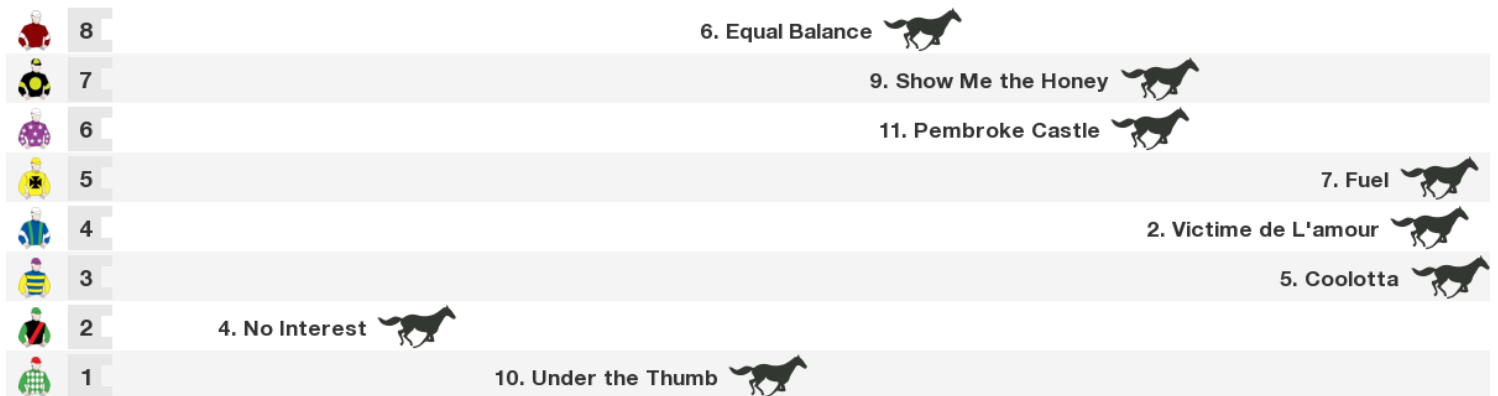 8 6. Equal Balance
7 9. Show Me the Honey
6 11. Pembroke Castle
5 7. Fuel
4 2. Victime de L'amour
3 5. Coolotta
2 4. No Interest
1 10. Under the Thumb